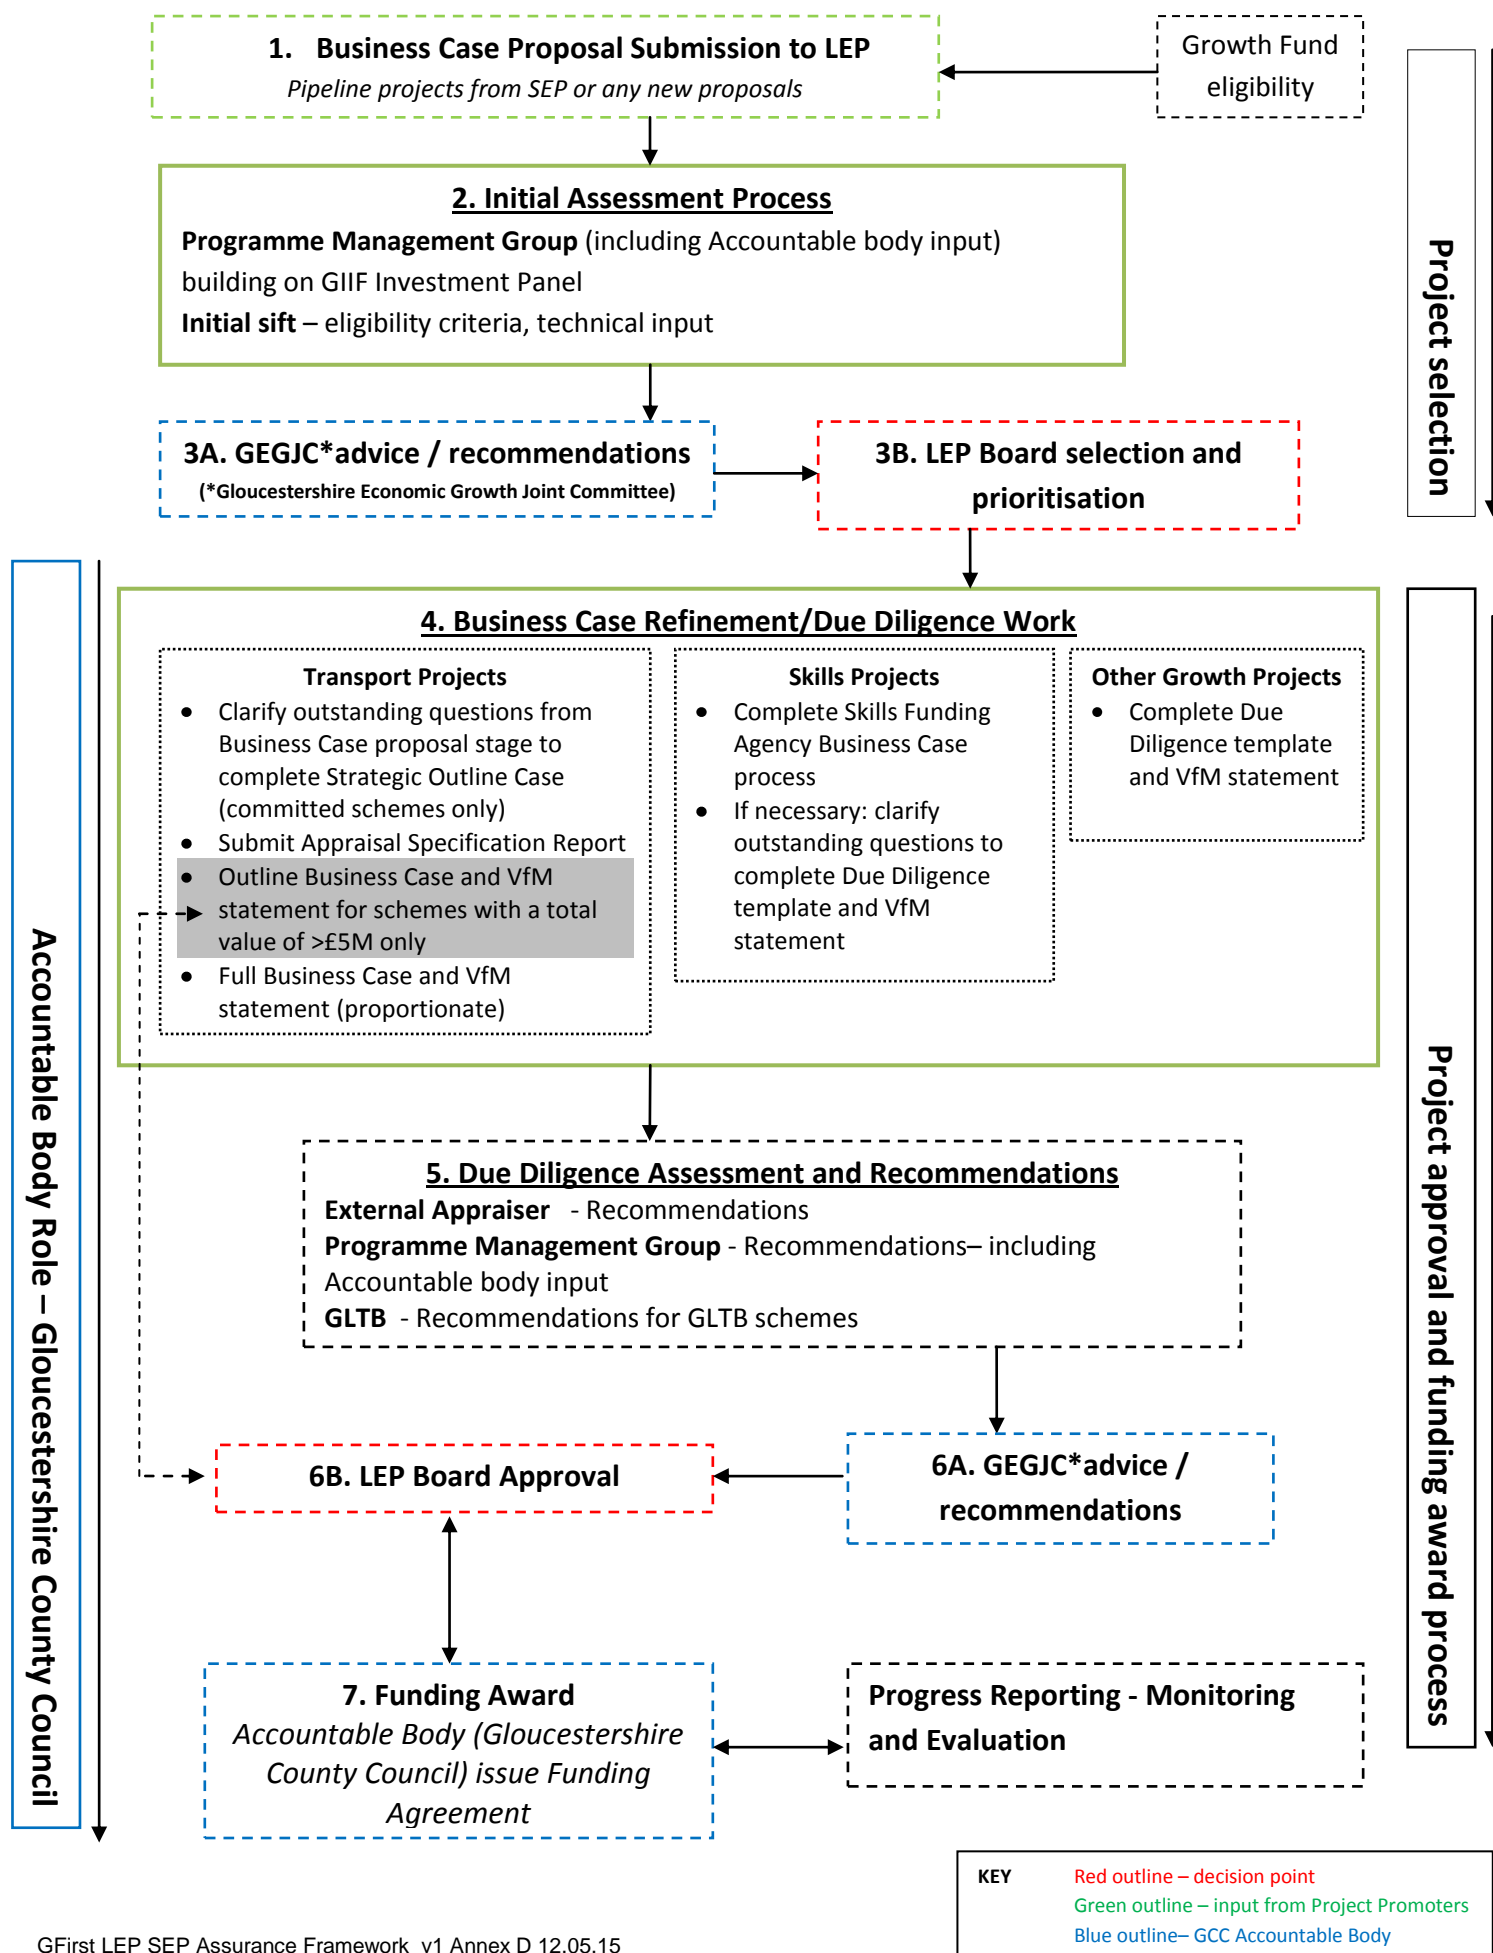 1. Business Case Proposal Submission to LEP
Pipeline projects from SEP or any new proposals
Growth Fund
eligibility
2. Initial Assessment Process
Programme Management Group (including Accountable body input)
building on GIIF Investment Panel
Initial sift – eligibility criteria, technical input
Project selection
3A. GEGJC*advice / recommendations
(*Gloucestershire Economic Growth Joint Committee)
3B. LEP Board selection and
prioritisation
4. Business Case Refinement/Due Diligence Work
Transport Projects
• Clarify outstanding questions from
Business Case proposal stage to
complete Strategic Outline Case
(committed schemes only)
• Submit Appraisal Specification Report
• Outline Business Case and VfM
statement for schemes with a total
value of >£5M only
• Full Business Case and VfM
statement (proportionate)
Skills Projects
• Complete Skills Funding
Agency Business Case
process
• If necessary: clarify
outstanding questions to
complete Due Diligence
template and VfM
statement
Other Growth Projects
• Complete Due
Diligence template
and VfM statement
Accountable Body Role – Gloucestershire County Council
Project approval and funding award process
5. Due Diligence Assessment and Recommendations
External Appraiser - Recommendations
Programme Management Group - Recommendations– including
Accountable body input
GLTB - Recommendations for GLTB schemes
6B. LEP Board Approval
6A. GEGJC*advice /
recommendations
7. Funding Award
Accountable Body (Gloucestershire
County Council) issue Funding
Agreement
Progress Reporting - Monitoring
and Evaluation
KEY
Red outline – decision point
Green outline – input from Project Promoters
Blue outline– GCC Accountable Body
GFirst LEP SEP Assurance Framework v1 Annex D 12.05.15